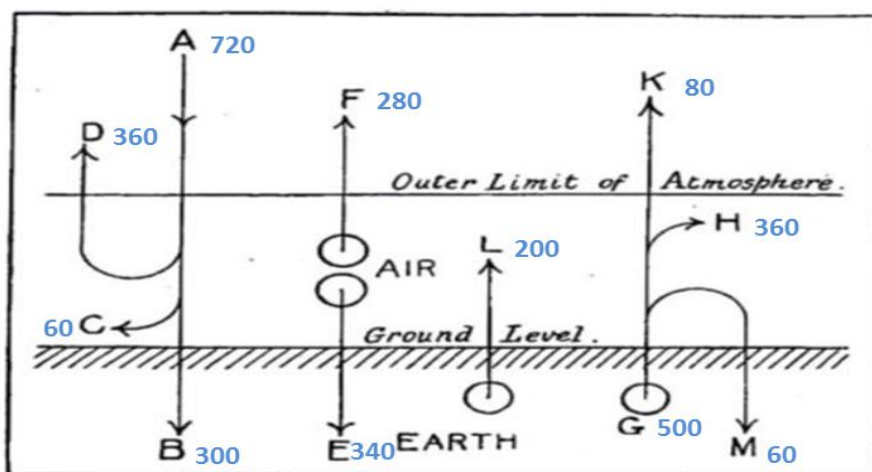 A 720
F 280
K 80
D 360
Outer Limit of Atmosphere.
H 360
L 200
AIR
60 C
Ground Level.
B 300
E 340
EARTH
G 500
M 60